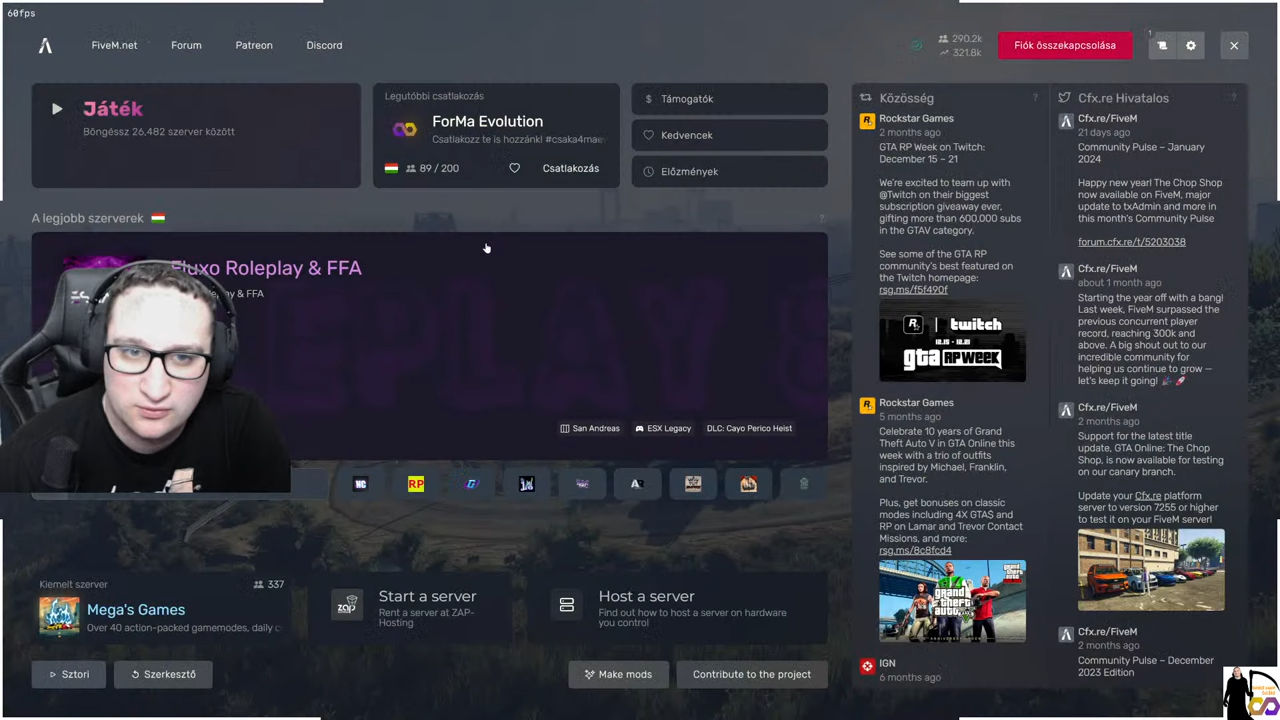 60fps
FiveM.net
Forum
Patreon
Discord
290.2k
321.8k
Fiók összekapcsolása
1
Játék
Böngéssz 26,482 szerver között
Legutóbbi csatlakozás
ForMa Evolution
Csatlakozz te is hozzánk! #csaka4mae
89 / 200
Csatlakozás
$ Támogatók
Kedvencek
Előzmények
A legjobb szerverek
?
Fluxo Roleplay & FFA
play & FFA
San Andreas
ESX Legacy
DLC: Cayo Perico Heist
RP
Kiemelt szerver
337
Mega's Games
Over 40 action-packed gamemodes, daily c
Start a server
Rent a server at ZAP-
Hosting
ZAP
Host a server
Find out how to host a server on hardware
you control
Sztori
Szerkesztő
Make mods
Contribute to the project
Közösség
?
Rockstar Games
2 months ago
GTA RP Week on Twitch:
December 15 – 21
We're excited to team up with
@Twitch on their biggest
subscription giveaway ever,
gifting more than 600,000 subs
in the GTAV category.
See some of the GTA RP
community's best featured on
the Twitch homepage:
rsg.ms/f5f490f
R | twitch
12.15 - 12.21
gta RP WEEK
Rockstar Games
5 months ago
Celebrate 10 years of Grand
Theft Auto V in GTA Online this
week with a trio of outfits
inspired by Michael, Franklin,
and Trevor.
Plus, get bonuses on classic
modes including 4X GTA$ and
RP on Lamar and Trevor Contact
Missions, and more:
rsg.ms/8c8fcd4
grand
theft
auto
IGN
6 months ago
Cfx.re Hivatalos
?
Cfx.re/FiveM
21 days ago
Community Pulse – January
2024
Happy new year! The Chop Shop
now available on FiveM, major
update to txAdmin and more in
this month's Community Pulse
forum.cfx.re/t/5203038
Cfx.re/FiveM
about 1 month ago
Starting the year off with a bang!
Last week, FiveM surpassed the
previous concurrent player
record, reaching 300k and
above. A big shout out to our
incredible community for
helping us continue to grow —
let's keep it going! 🎉 🚀
Cfx.re/FiveM
2 months ago
Support for the latest title
update, GTA Online: The Chop
Shop, is now available for testing
on our canary branch.
Update your Cfx.re platform
server to version 7255 or higher
to test it on your FiveM server!
Cfx.re/FiveM
2 months ago
Community Pulse – December
2023 Edition